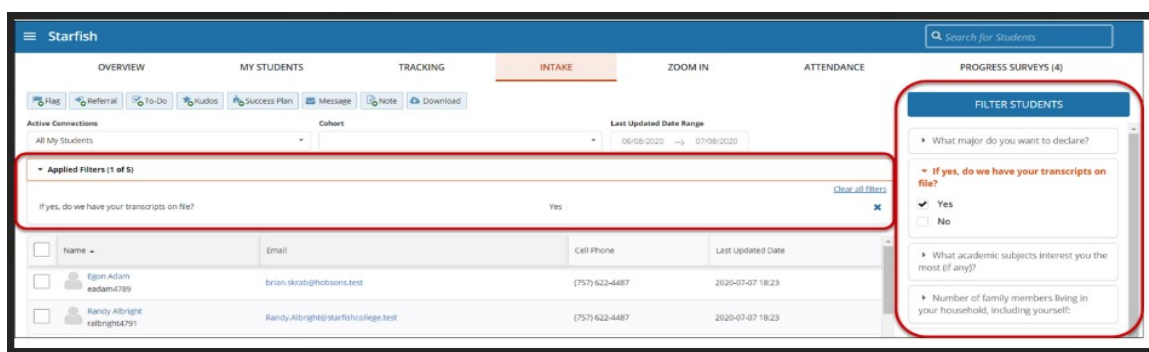 Starfish
Search for Students
OVERVIEW MY STUDENTS TRACKING INTAKE ZOOM IN ATTENDANCE PROGRESS SURVEYS (4)
Flag Referral To-Do Kudos Success Plan Message Note Download
FILTER STUDENTS
Active Connections Cohort Last Updated Date Range
All My Students 06/08/2020 07/08/2020
Applied Filters (1 of 5)
Clear all filters
If yes, do we have your transcripts on file? Yes
Name Email Cell Phone Last Updated Date
Egon Adam
eadam4789
brian.skrab@hobsons.test (757) 622-4487 2020-07-07 18:23
Randy Albright
ralbright4791
Randy.Albright@starfishcollege.test (757) 622-4487 2020-07-07 18:23
What major do you want to declare?
If yes, do we have your transcripts on
file?
Yes
No
What academic subjects interest you the
most (if any)?
Number of family members living in
your household, including yourself: